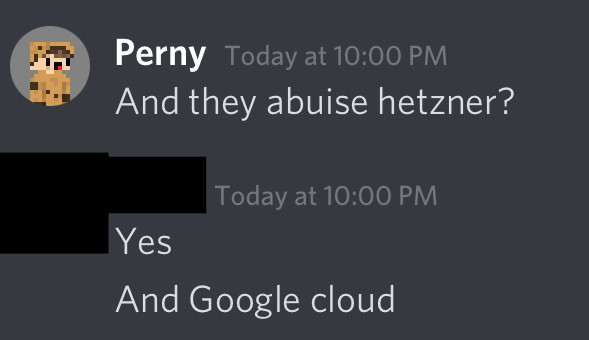 Perny Today at 10:00 PM
And they abuise hetzner?
Today at 10:00 PM
Yes
And Google cloud